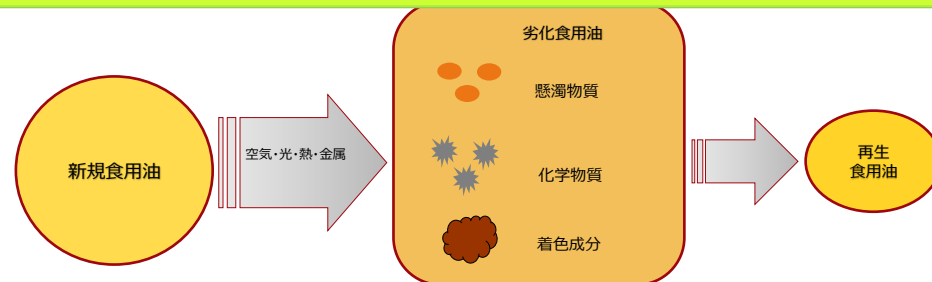 新規食用油
空気・光・熱・金属
劣化食用油
懸濁物質
化学物質
着色成分
再生
食用油